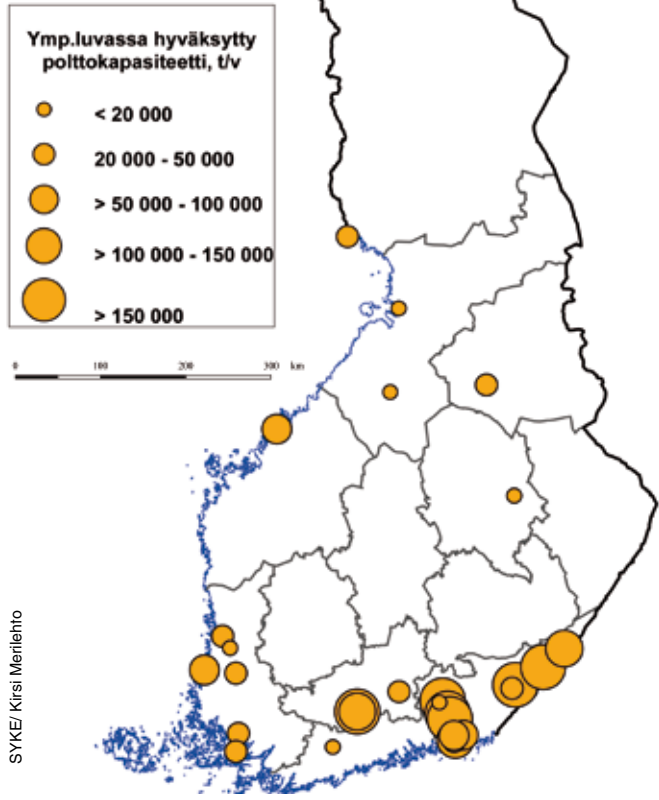 Ymp.luvassa hyväksytty
polttokapasiteetti, t/v
< 20 000
20 000 - 50 000
> 50 000 - 100 000
> 100 000 - 150 000
> 150 000
0 100 200 300 km
SYKE/ Kirsi Merilehto